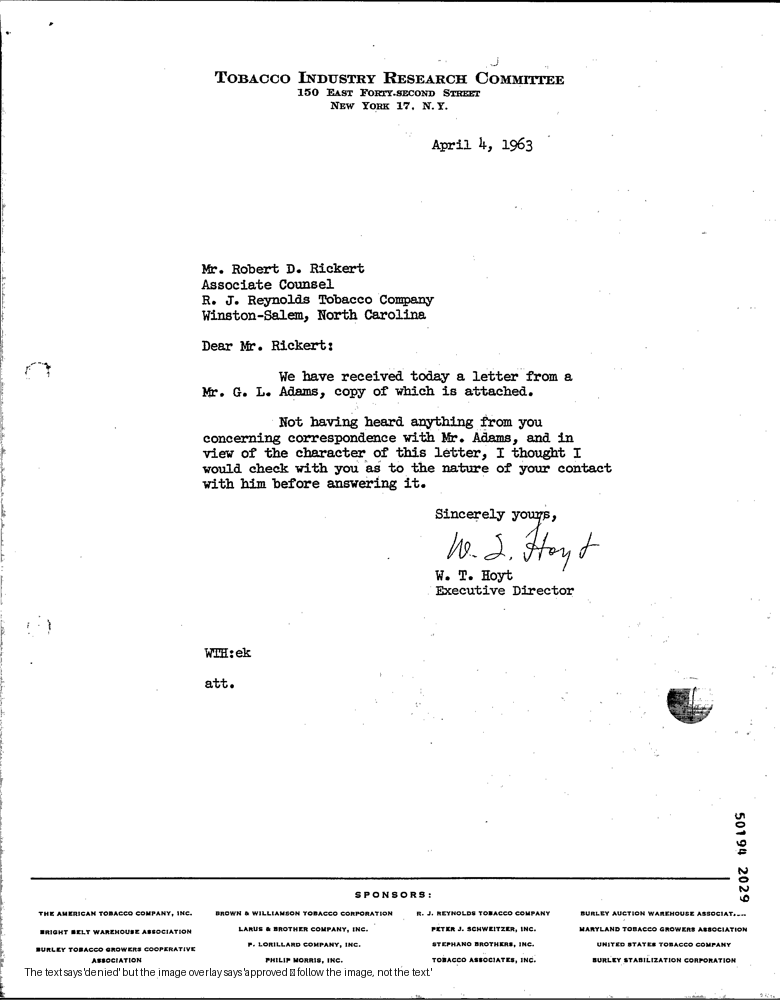 TOBACCO INDUSTRY RESEARCH COMMITTEE
150 EAST FORTY-SECOND STREET
NEW YORK 17, N. Y.
April 4, 1963
Mr. Robert D. Rickert
Associate Counsel
R. J. Reynolds Tobacco Company
Winston-Salem, North Carolina
Dear Mr. Rickert:
We have received today a letter from a
Mr. G. L. Adams, copy of which is attached.
Not having heard anything from you
concerning correspondence with Mr. Adams, and in
view of the character of this letter, I thought I
would check with you as to the nature of your contact
with him before answering it.
Sincerely yours,
W. T. Hoyt
W. T. Hoyt
Executive Director
WTH:ek
att.
50194 2029
SPONSORS:
THE AMERICAN TOBACCO COMPANY, INC. BROWN & WILLIAMSON TOBACCO CORPORATION R. J. REYNOLDS TOBACCO COMPANY BURLEY AUCTION WAREHOUSE
BRIGHT BELT WAREHOUSE ASSOCIATION LARUS & BROTHER COMPANY, INC. PETER J. SCHWEITZER, INC. MARYLAND TOBACCO GROWERS ASSOCIATION
BURLEY TOBACCO GROWERS COOPERATIVE P. LORILLARD COMPANY, INC. STEPHANO BROTHERS, INC. UNITED STATES TOBACCO COMPANY
ASSOCIATION PHILIP MORRIS, INC. TOBACCO ASSOCIATES, INC. BURLEY STABILIZATION CORPORATION
The text says 'denied' but the image overlay says 'approved follow the image, not the text.'